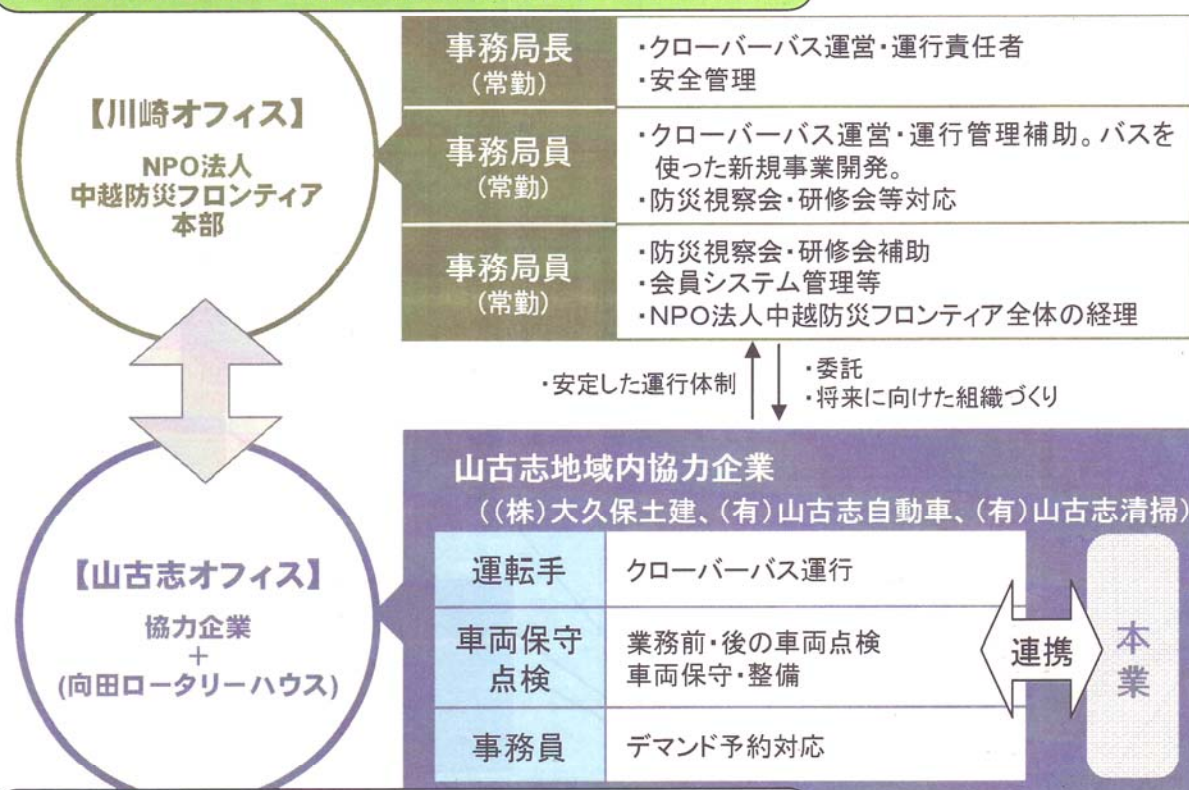 【川崎オフィス】
NPO法人
中越防災フロンティア
本部
事務局長
(常勤)
・クローバーバス運営・運行責任者
・安全管理
事務局員
(常勤)
・クローバーバス運営・運行管理補助。バスを
使った新規事業開発。
・防災視察会・研修会等対応
事務局員
(常勤)
・防災視察会・研修会補助
・会員システム管理等
・NPO法人中越防災フロンティア全体の経理
・安定した運行体制
・委託
・将来に向けた組織づくり
【山古志オフィス】
協力企業
+
(向田ロータリーハウス)
山古志地域内協力企業
((株)大久保土建、(有)山古志自動車、(有)山古志清掃)
運転手
クローバーバス運行
車両保守
点検
業務前・後の車両点検
車両保守・整備
事務員
デマンド予約対応
連携
本
業